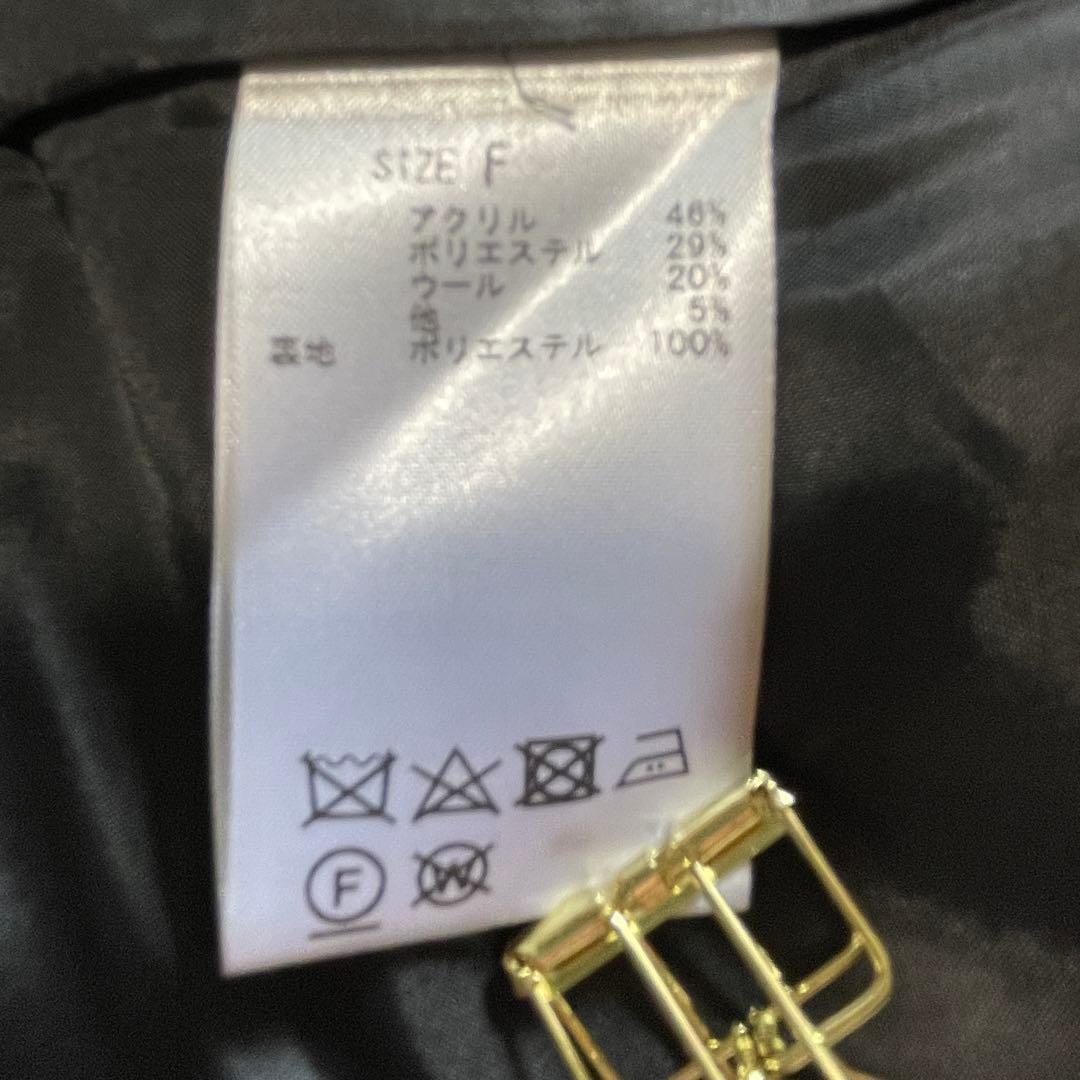 SIZE F
アクリル 46%
ポリエステル 29%
ウール 20%
他 5%
裏地 ポリエステル 100%
F W